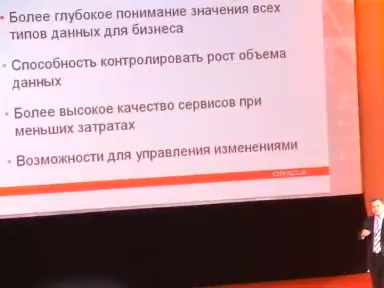 • Более глубокое понимание значения всех
типов данных для бизнеса
• Способность контролировать рост объема
данных
• Более высокое качество сервисов при
меньших затратах
• Возможности для управления изменениями
ORACLE